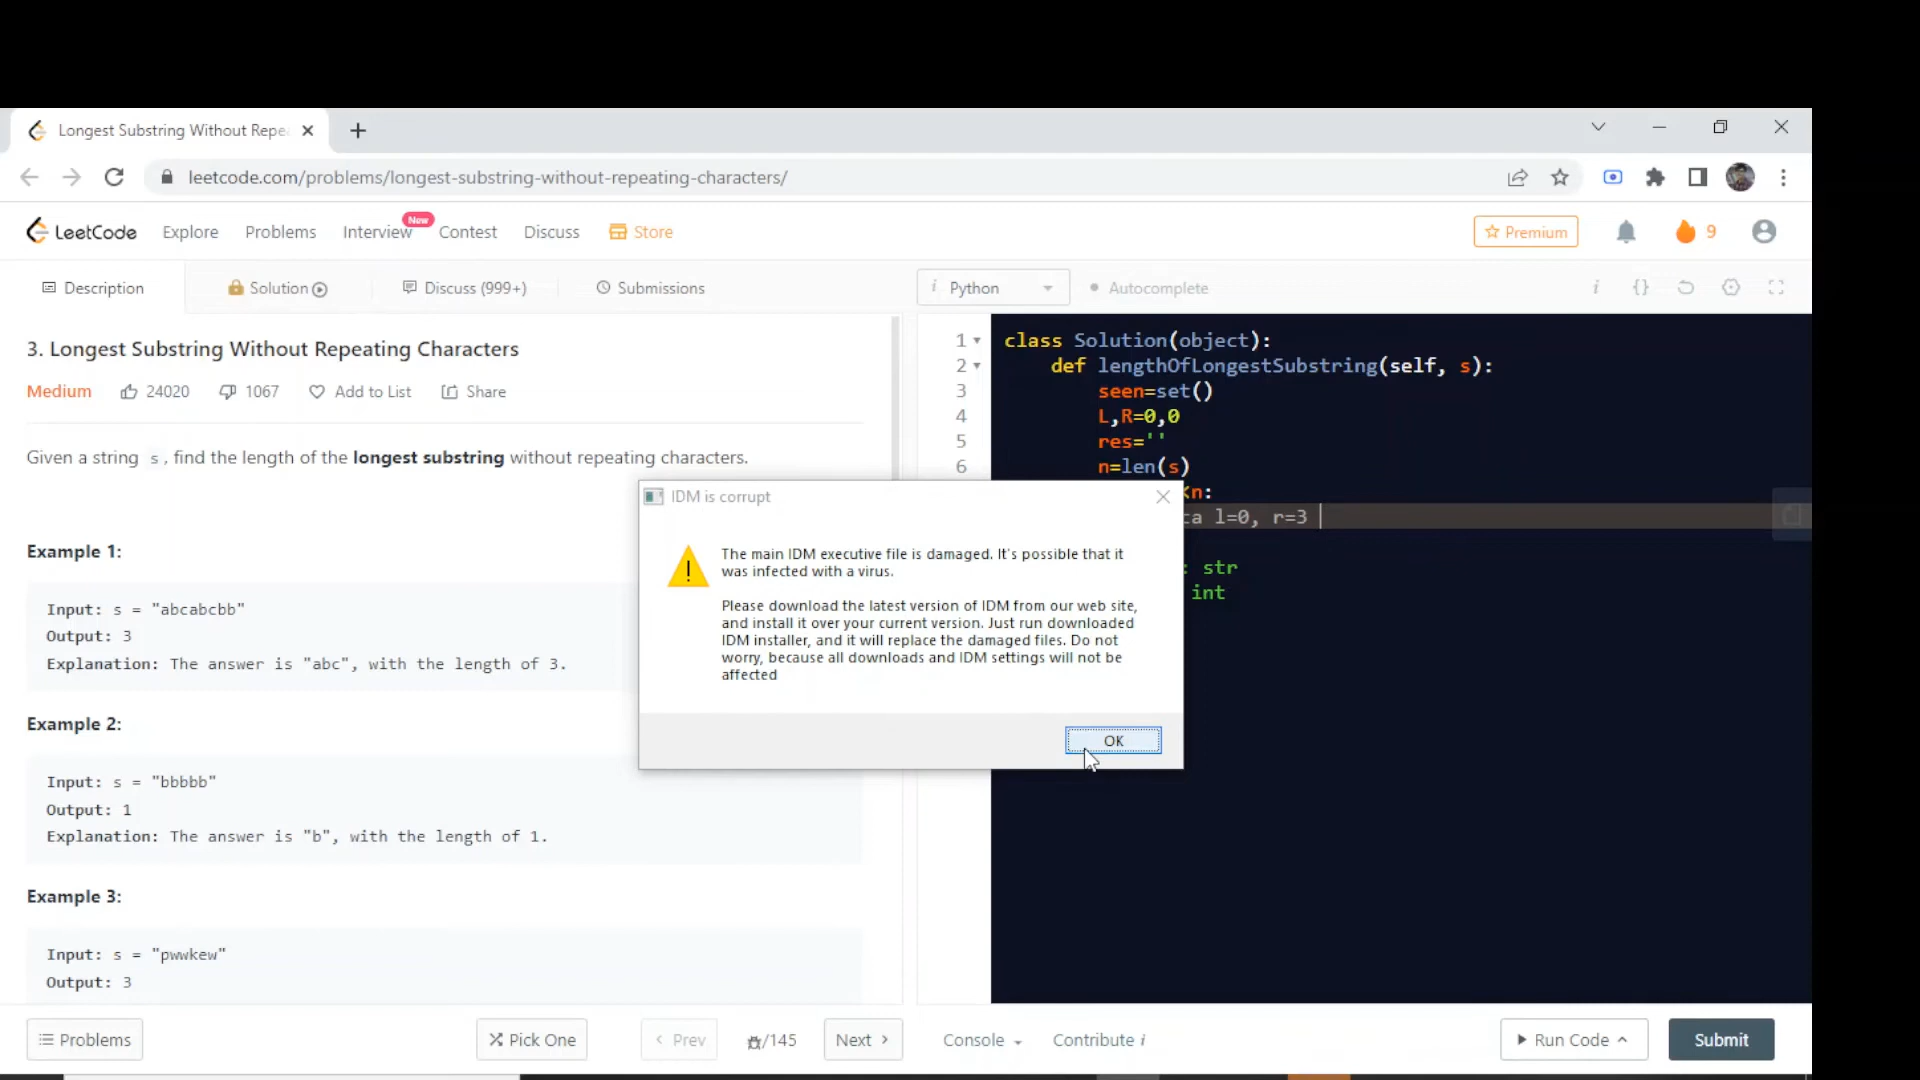 Longest Substring Without Repe
leetcode.com/problems/longest-substring-without-repeating-characters/
LeetCode
Explore
Problems
Interview
New
Contest
Discuss
Store
Premium
9
Description
Solution
Discuss (999+)
Submissions
i Python
Autocomplete
i
{}
3. Longest Substring Without Repeating Characters
Medium
24020
1067
Add to List
Share
Given a string s, find the length of the longest substring without repeating characters.
Example 1:
Input: s = "abcabcbb"
Output: 3
Explanation: The answer is "abc", with the length of 3.
Example 2:
Input: s = "bbbbb"
Output: 1
Explanation: The answer is "b", with the length of 1.
Example 3:
Input: s = "pwwkew"
Output: 3
1 class Solution(object):
2 def lengthOfLongestSubstring(self, s):
3 seen=set()
4 L,R=0,0
5 res=''
6 n=len(s)
<n:
ca l=0, r=3
: str
int
IDM is corrupt
The main IDM executive file is damaged. It's possible that it
was infected with a virus.
Please download the latest version of IDM from our web site,
and install it over your current version. Just run downloaded
IDM installer, and it will replace the damaged files. Do not
worry, because all downloads and IDM settings will not be
affected
OK
Problems
Pick One
< Prev
/145
Next >
Console
Contribute i
Run Code
Submit